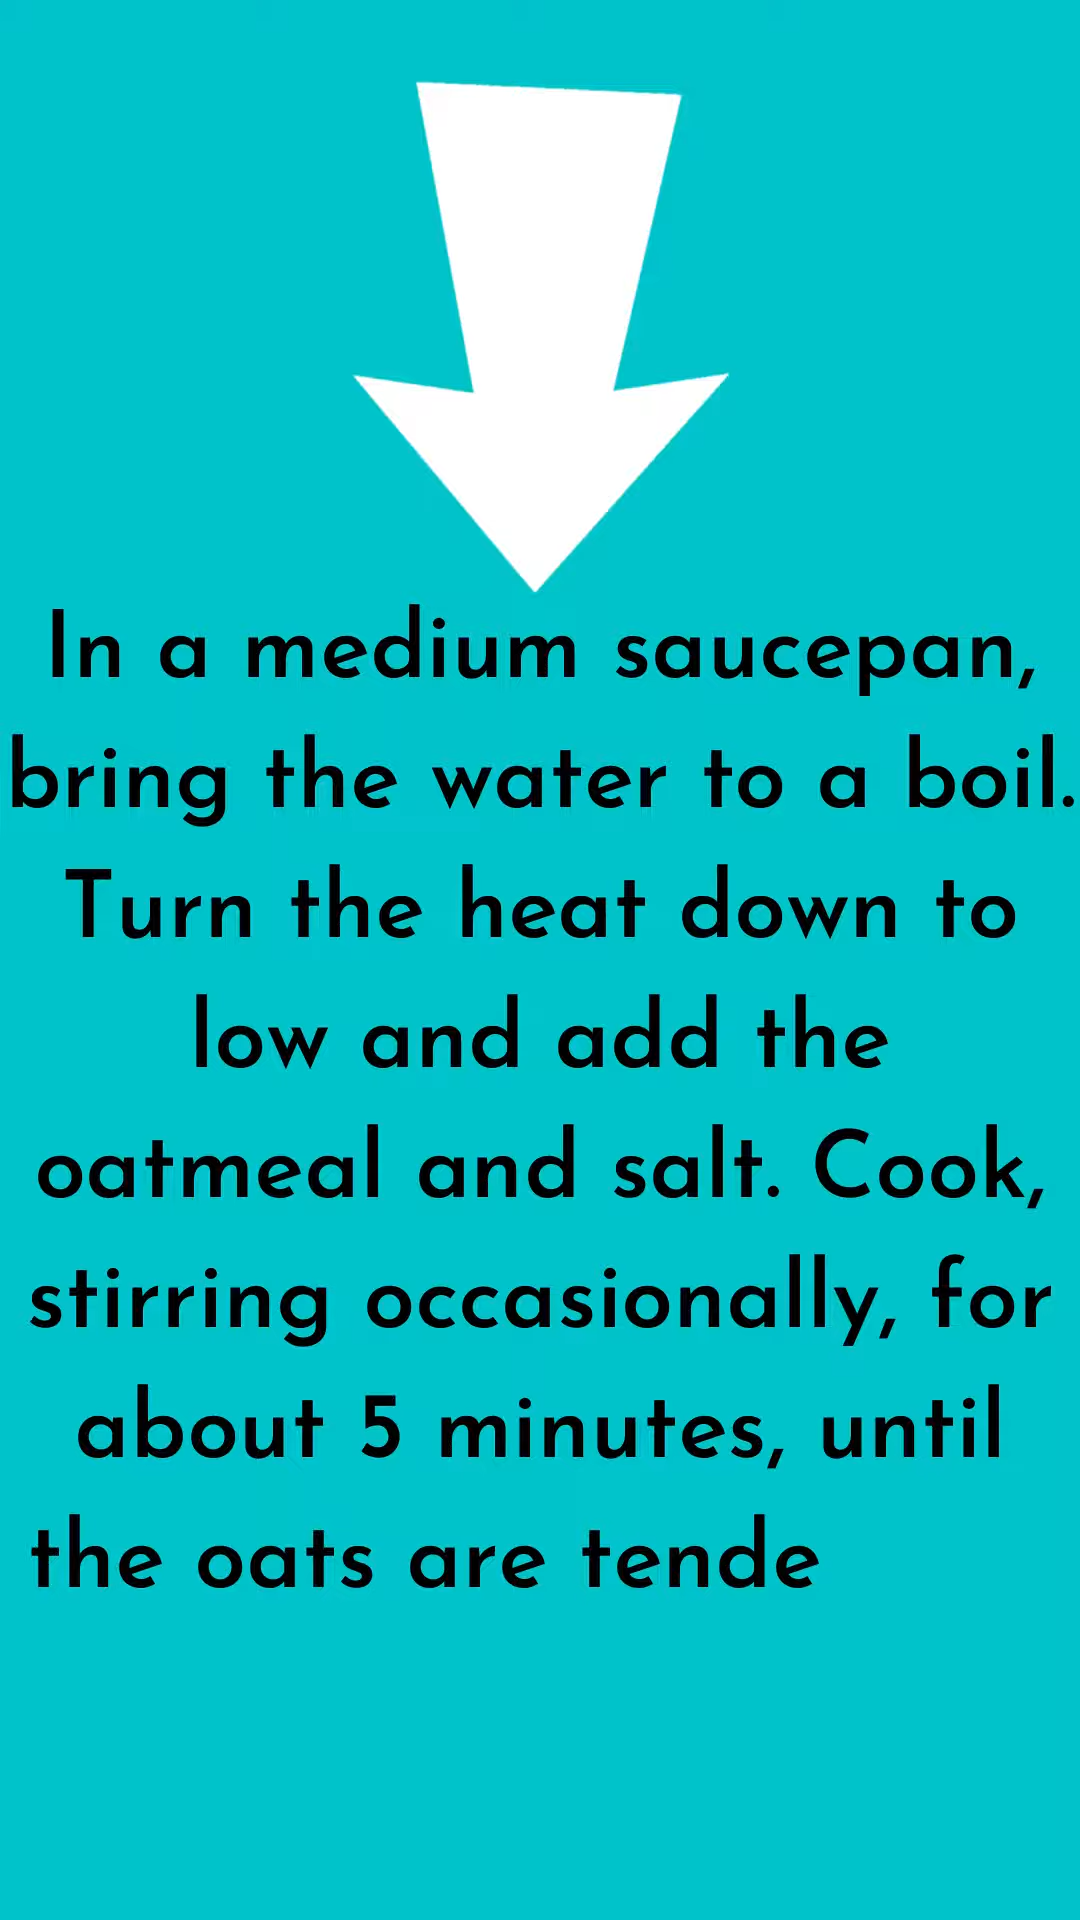 In a medium saucepan,
bring the water to a boil.
Turn the heat down to
low and add the
oatmeal and salt. Cook,
stirring occasionally, for
about 5 minutes, until
the oats are tende